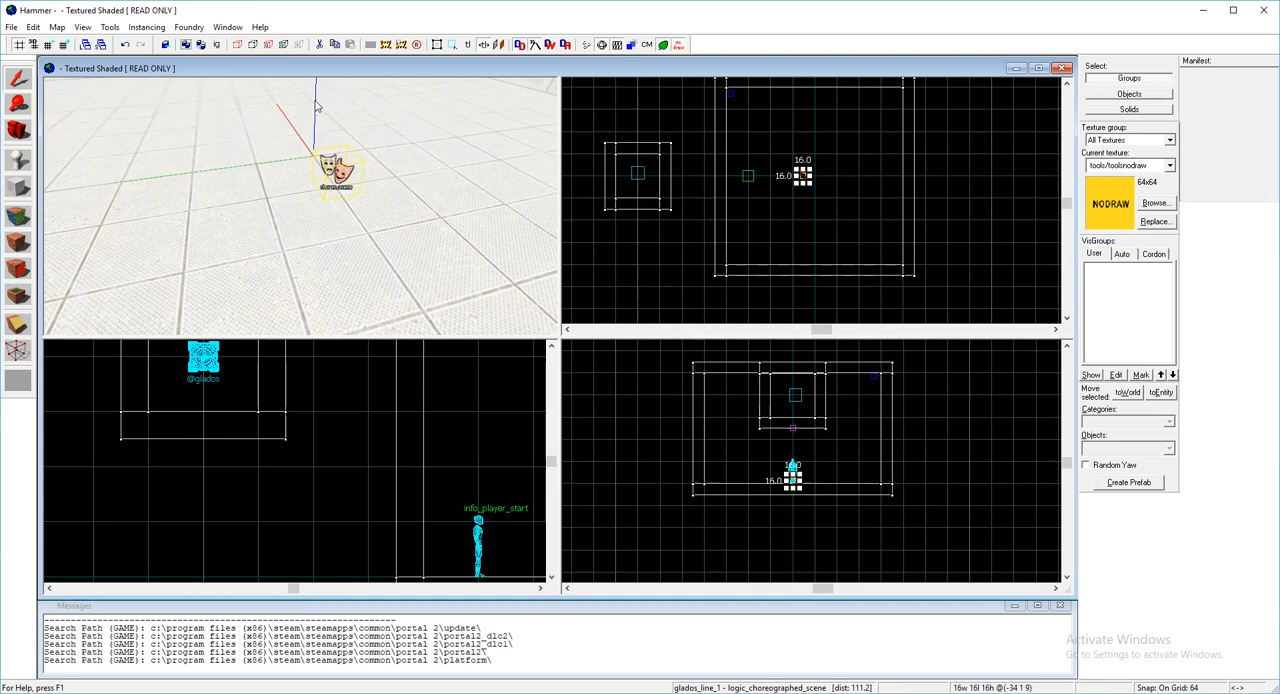 Hammer - - Textured Shaded [ READ ONLY ]
File Edit Map View Tools Instancing Foundry Window Help
- Textured Shaded [ READ ONLY ]
16.0
16.0
@glados
info_player_start
16.0
16.0
Messages
Search Path (GAME): c:\program files (x86)\steam\steamapps\common\portal 2\update\
Search Path (GAME): c:\program files (x86)\steam\steamapps\common\portal 2\portal2_dlc2\
Search Path (GAME): c:\program files (x86)\steam\steamapps\common\portal 2\portal2_dlc1\
Search Path (GAME): c:\program files (x86)\steam\steamapps\common\portal 2\portal2\
Search Path (GAME): c:\program files (x86)\steam\steamapps\common\portal 2\platform\
Select:
Groups
Objects
Solids
Texture group:
All Textures
Current texture:
tools/toolsnodraw
NODRAW
64x64
Browse...
Replace...
VisGroups:
User Auto Cordon
Show Edit Mark
Move selected: toWorld toEntity
Categories:
Objects:
Random Yaw
Create Prefab
Manifest:
Activate Windows
Go to Settings to activate Windows.
For Help, press F1
glados_line_1 - logic_choreographed_scene [dist: 111.2]
16w 16l 16h @(-34 1 9)
Snap: On Grid: 64
<->